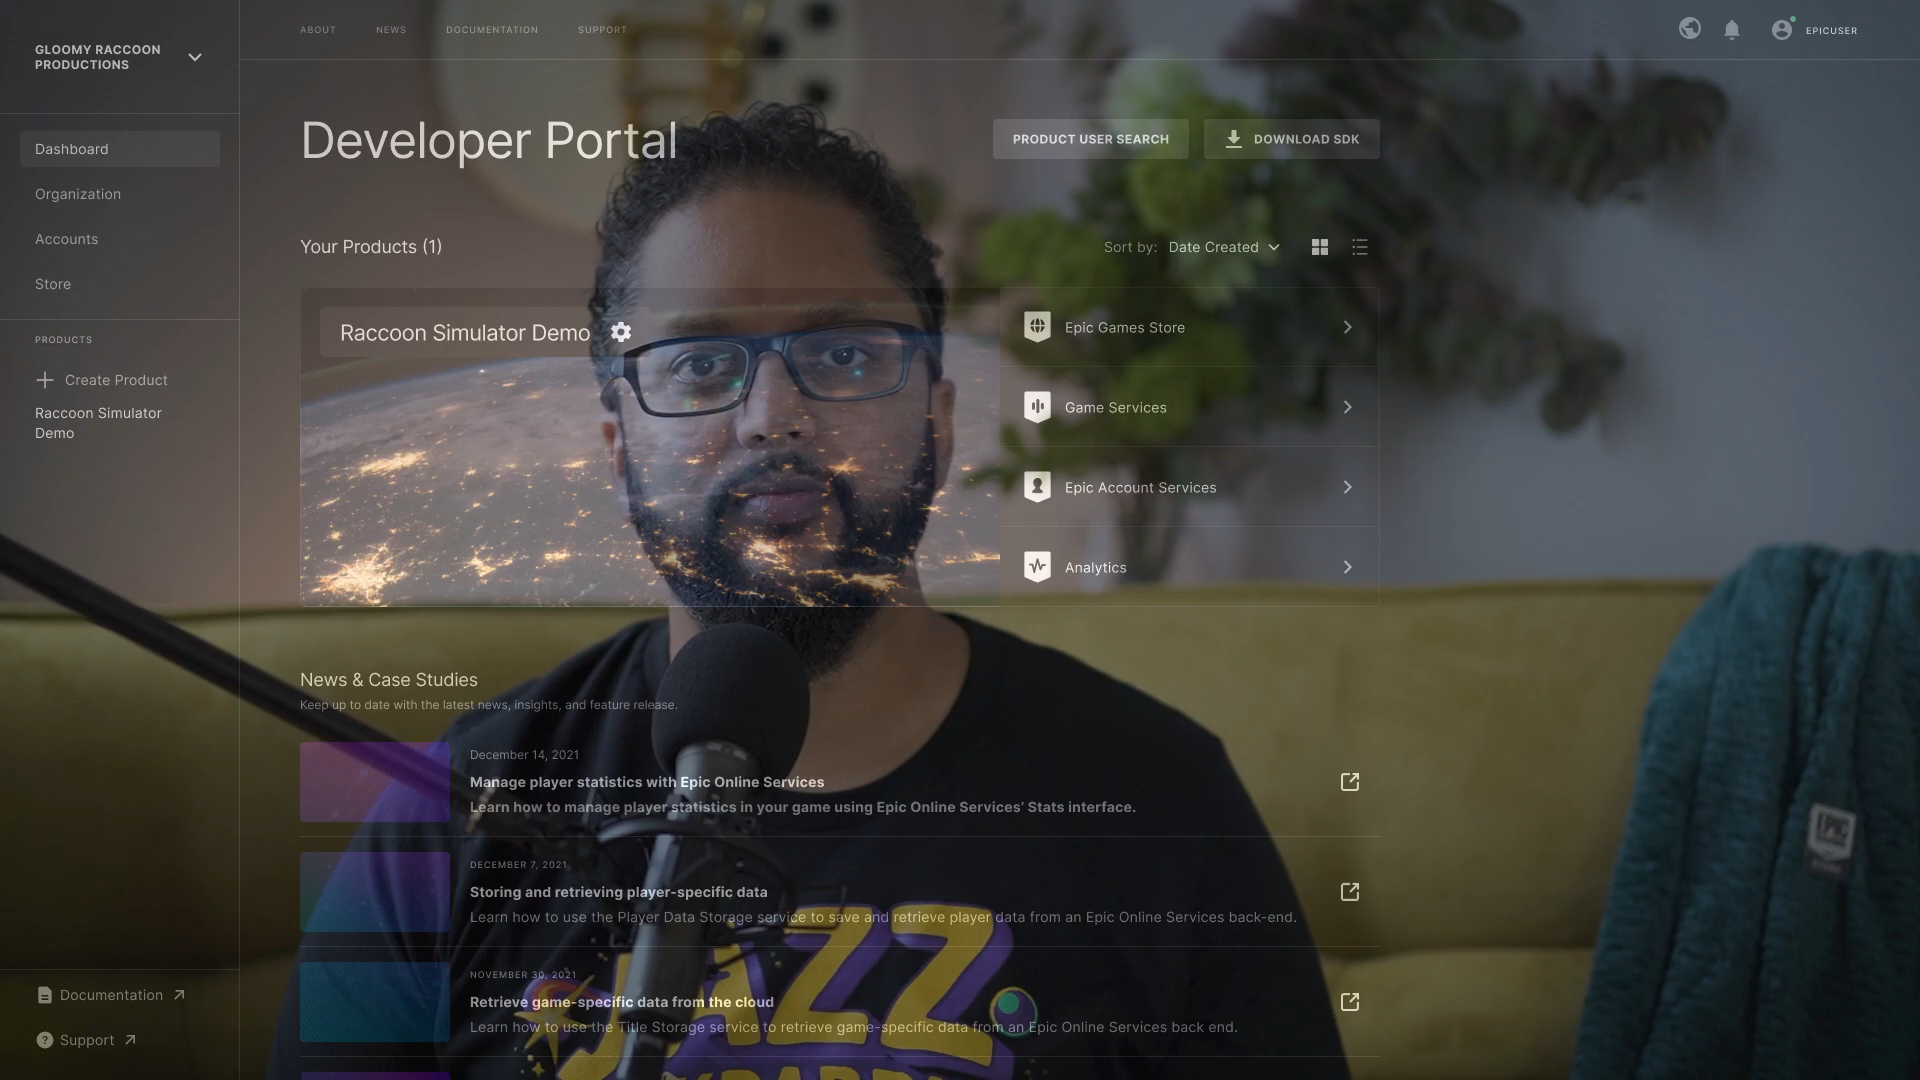 GLOOMY RACCOON
PRODUCTIONS
ABOUT NEWS DOCUMENTATION SUPPORT
EPICUSER
Dashboard
Organization
Accounts
Store
PRODUCTS
Create Product
Raccoon Simulator
Demo
Documentation
Support
Developer Portal
PRODUCT USER SEARCH
DOWNLOAD SDK
Your Products (1)
Sort by: Date Created
Raccoon Simulator Demo
Epic Games Store
Game Services
Epic Account Services
Analytics
News & Case Studies
Keep up to date with the latest news, insights, and feature release.
December 14, 2021
Manage player statistics with Epic Online Services
Learn how to manage player statistics in your game using Epic Online Services’ Stats interface.
DECEMBER 7, 2021
Storing and retrieving player-specific data
Learn how to use the Player Data Storage service to save and retrieve player data from an Epic Online Services back-end.
NOVEMBER 30, 2021
Retrieve game-specific data from the cloud
Learn how to use the Title Storage service to retrieve game-specific data from an Epic Online Services back end.
JAZZ
EPIC